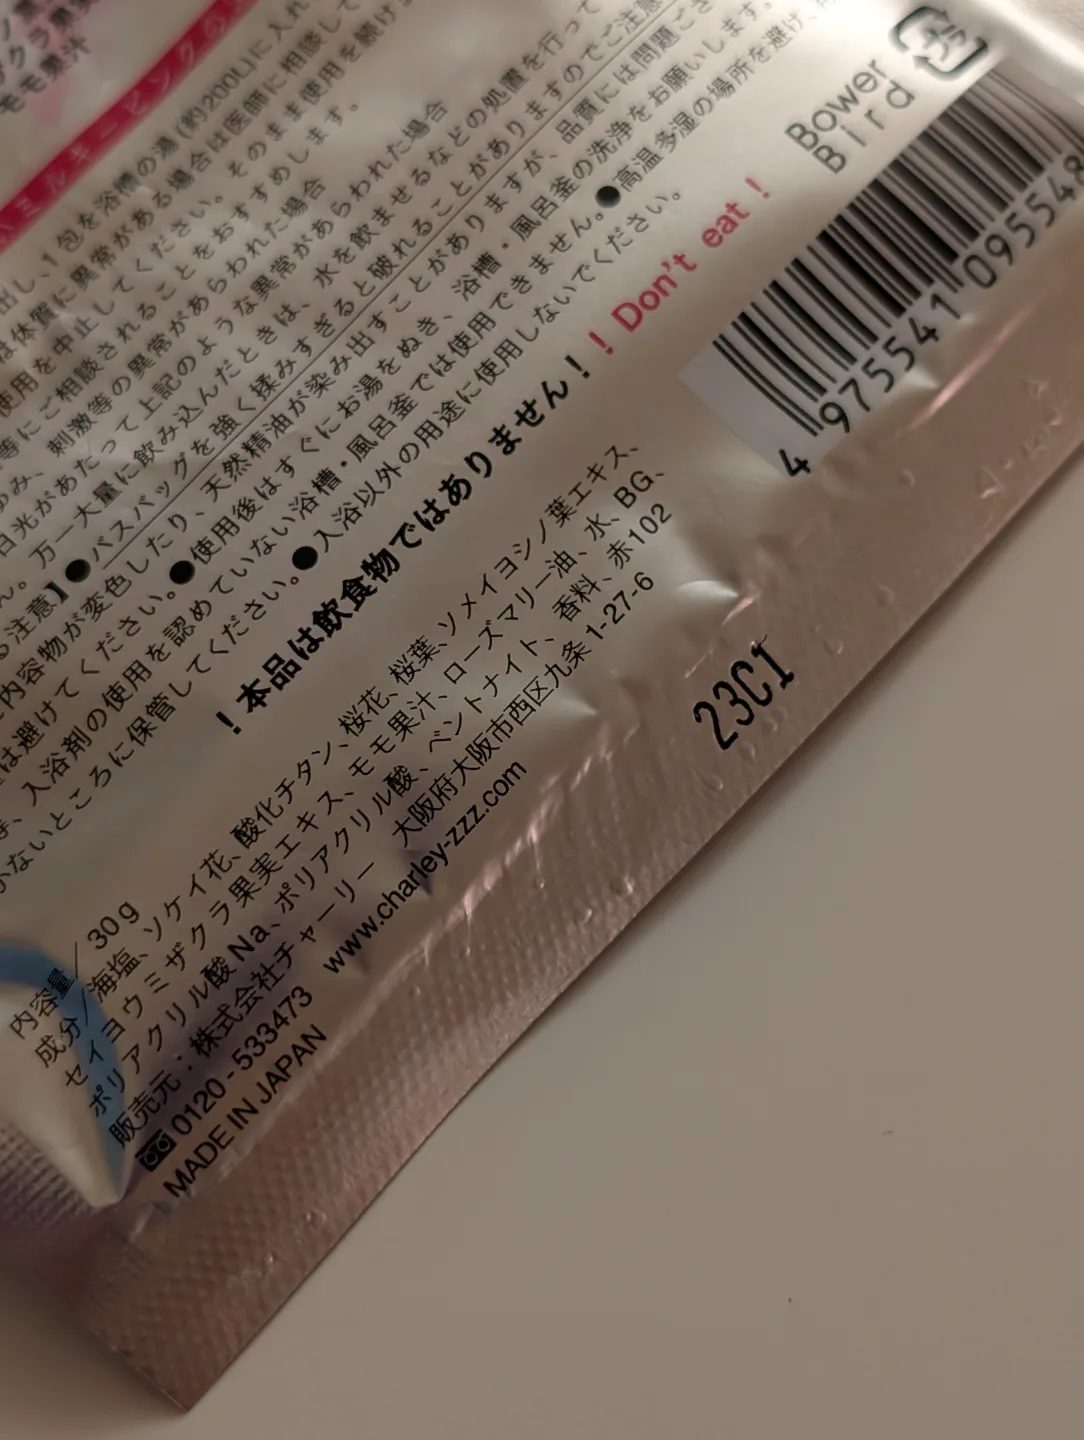 サクラ果実
モモ果汁
ルキーピンクの
出し、1包を浴槽の湯(約200L)に入れ
は体質に異常がある場合は医師に相談して
使用を中止してください。そのまま使用を続け
等にご相談されることをおすすめします。
刺激等の異常があらわれた場合
日光があたって上記のような異常があらわれた場合
万一大量に飲み込んだときは、水を飲ませるなどの処置を行って
注意】●バスバッグを強く揉みすぎると破れることがありますのでご注意
内容物が変色したり、天然精油が染み出すことがありますが、品質には問題ござ
は避けてください。●使用後はすぐにお湯をぬき、浴槽・風呂釜の洗浄をお願いします。
入浴剤の使用を認めていない浴槽・風呂釜では使用できません。●高温多湿の場所を避け、
ないところに保管してください。●入浴以外の用途に使用しないでください。
!本品は飲食物ではありません!! Don't eat!
Bower
Bird
4 975541 095548
内容量/30g
成分/海塩、ソケイ花、酸化チタン、桜花、桜葉、ソメイヨシノ葉エキス、
セイヨウミザクラ果実エキス、モモ果汁、ローズマリー油、水、BG、
ポリアクリル酸Na、ポリアクリル酸、ベントナイト、香料、赤102
販売元:株式会社チャーリー 大阪府大阪市西区九条1-27-6
0120-533473 www.charley-zzz.com
MADE IN JAPAN
23C1